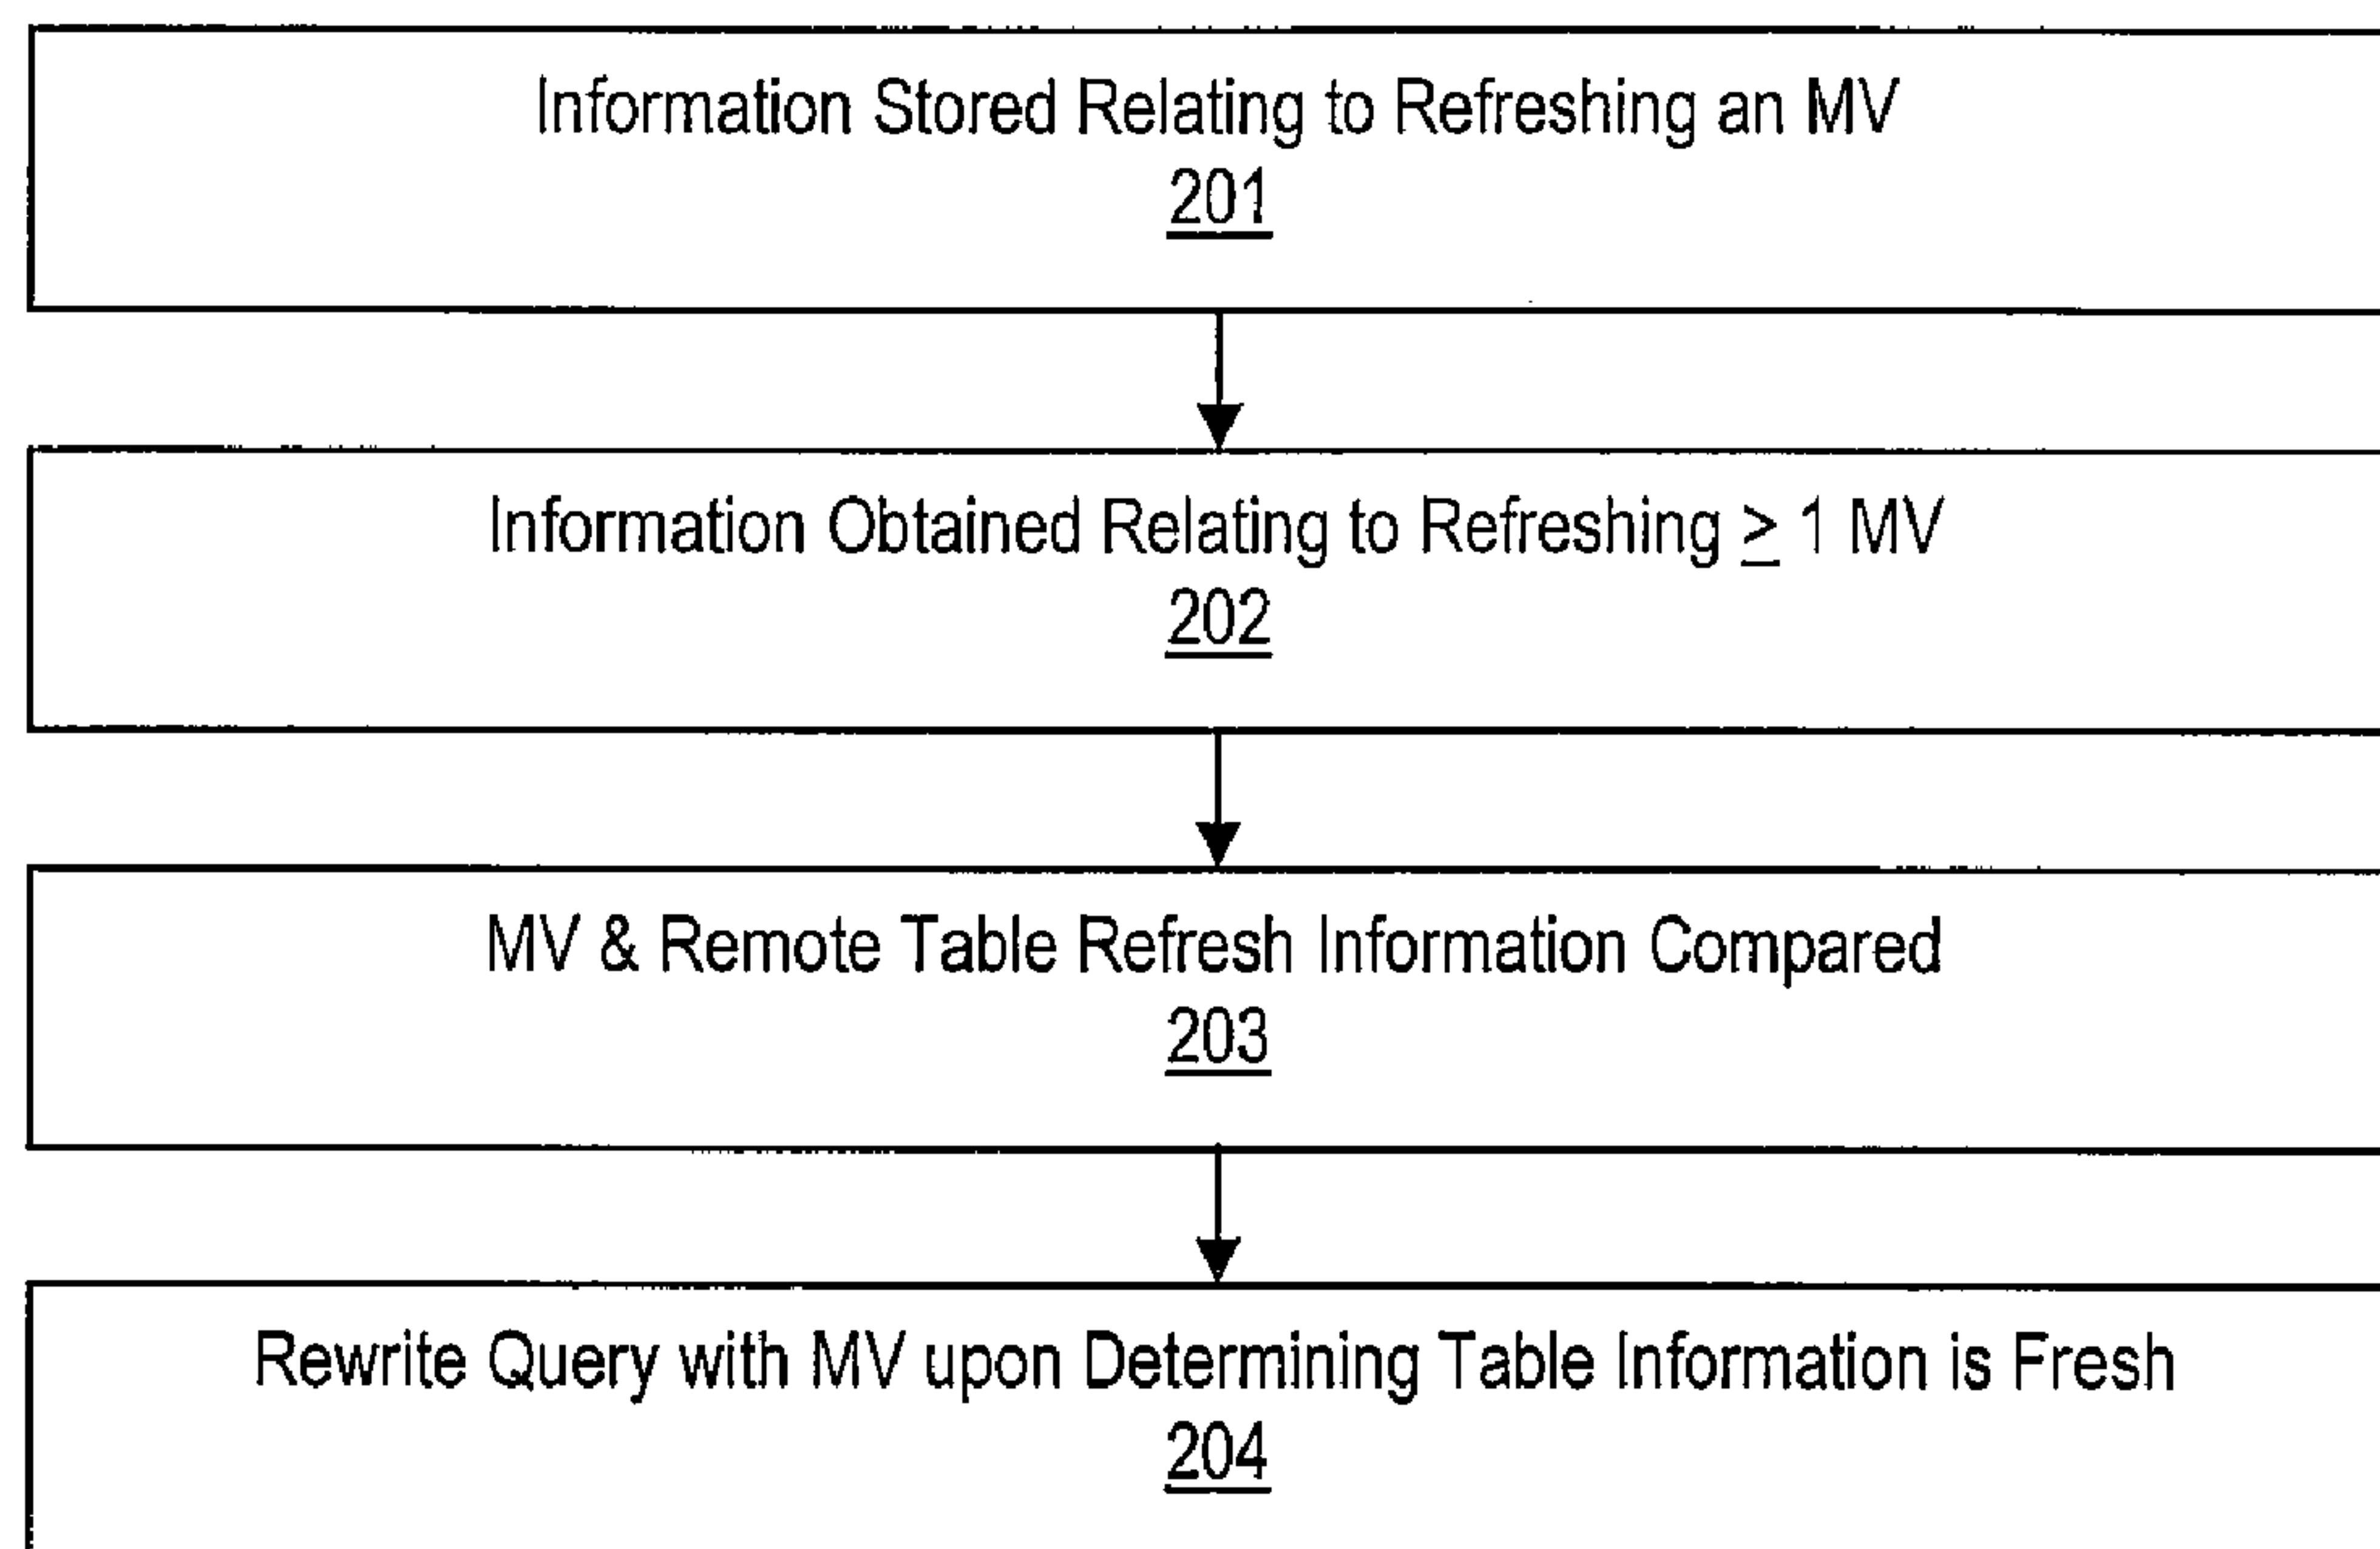 Information Stored Relating to Refreshing an MV
201
Information Obtained Relating to Refreshing ≥ 1 MV
202
MV & Remote Table Refresh Information Compared
203
Rewrite Query with MV upon Determining Table Information is Fresh
204